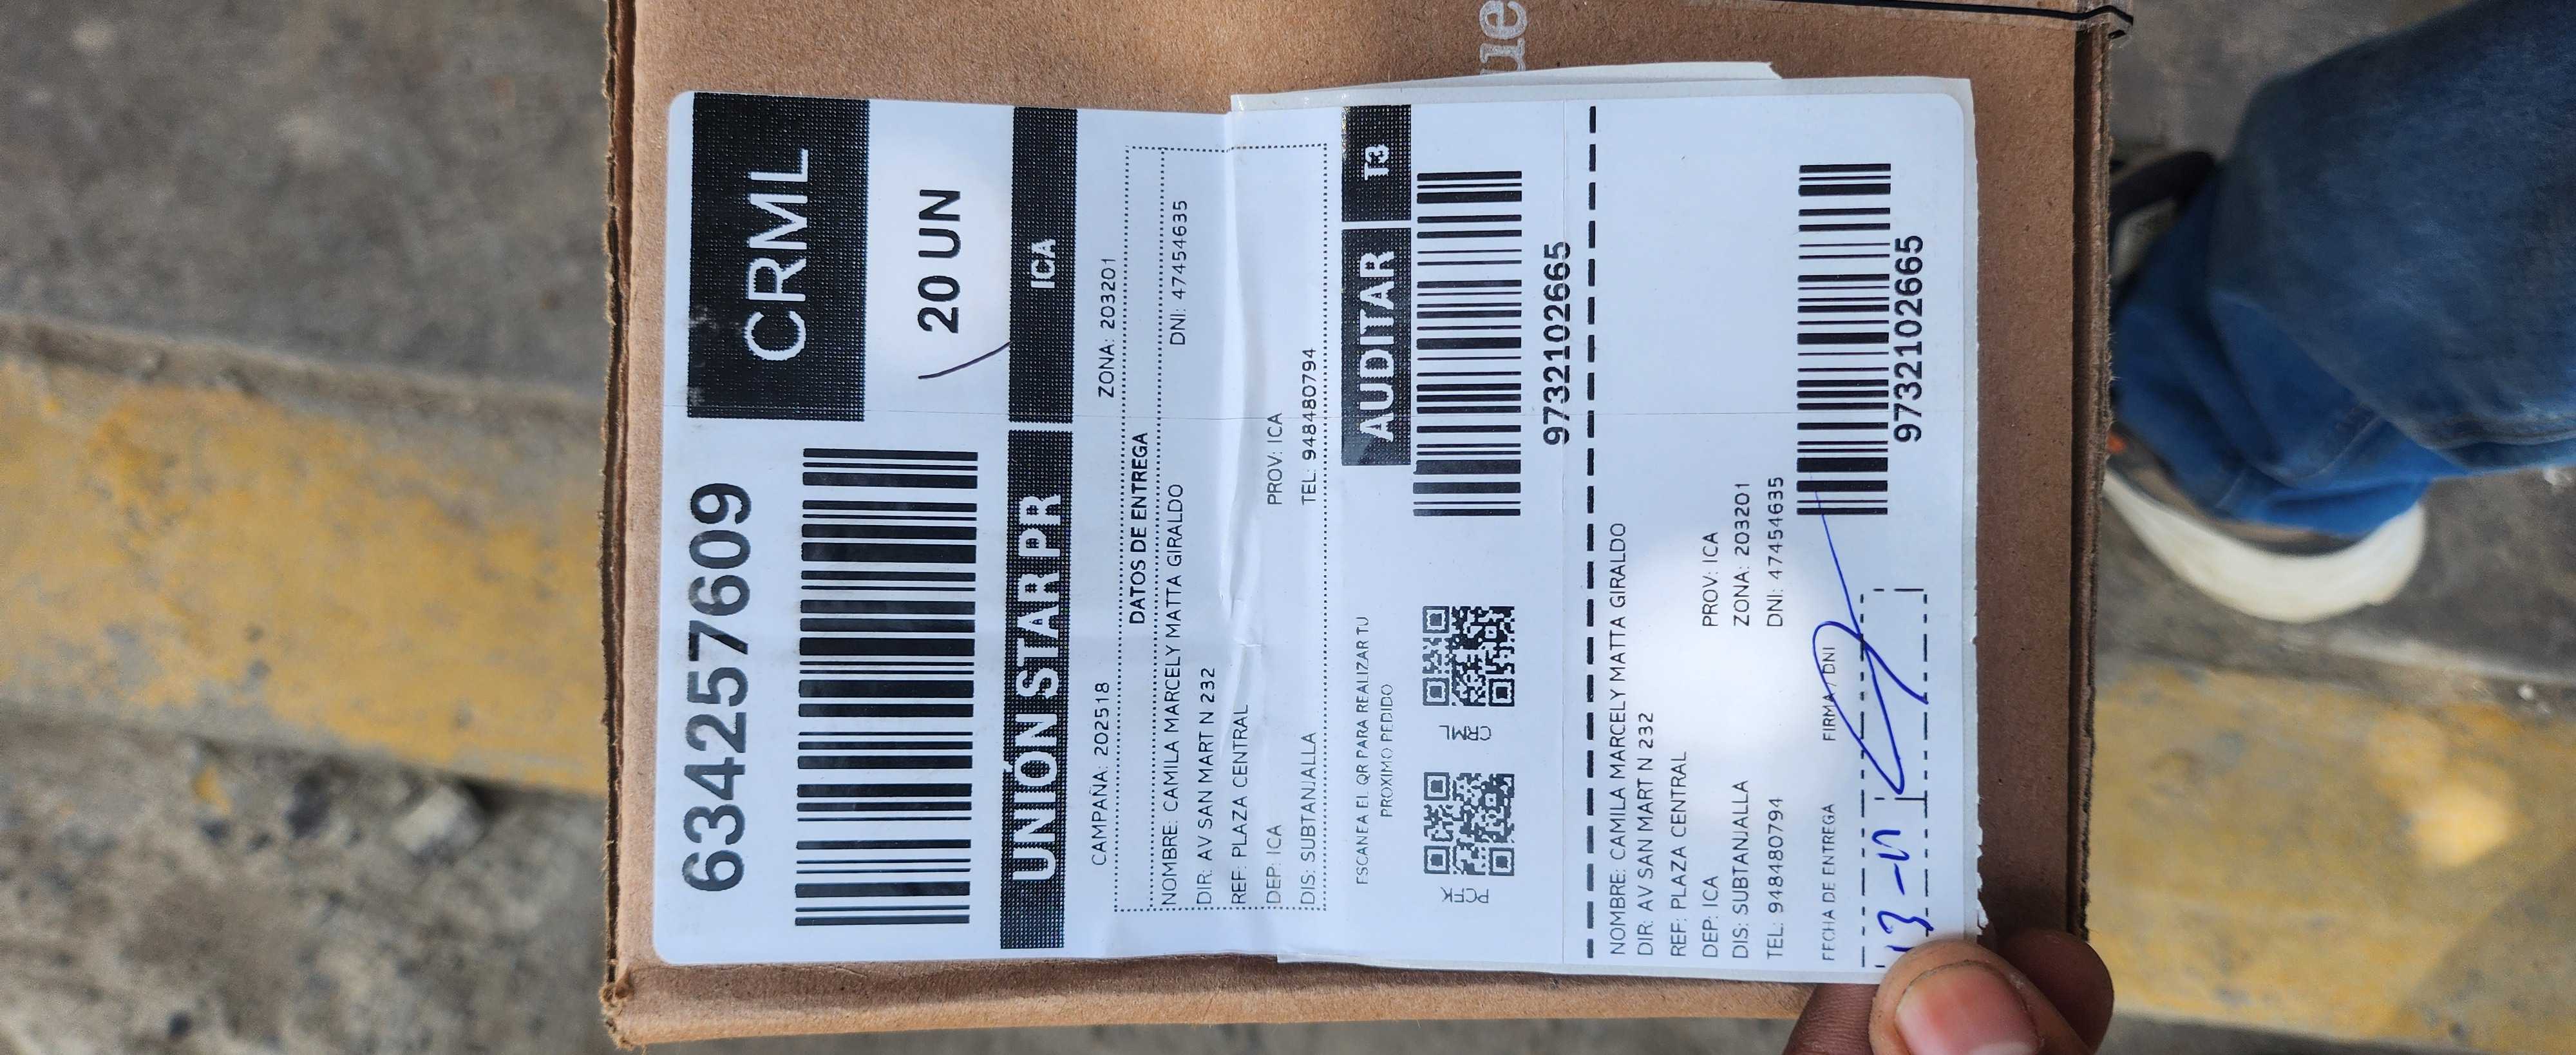 ue
6342576​09
CRML
20 UN
UNIÓN STAR PR
ICA
CAMPAÑA: 202518 ZONA: 203201
DATOS DE ENTREGA
NOMBRE: CAMILA MARCELY MATTA GIRALDO
DIR: AV SAN MART N 232 DNI: 47454635
REF: PLAZA CENTRAL
DEP: ICA PROV: ICA
DIS: SUBTANJALLA TEL: 948480794
ESCANEA EL QR PARA REALIZAR TU
PROXIMO PEDIDO
AUDITAR T3
CRML
9732102665
NOMBRE: CAMILA MARCELY MATTA GIRALDO
DIR: AV SAN MART N 232
REF: PLAZA CENTRAL
DEP: ICA PROV: ICA
DIS: SUBTANJALLA ZONA: 203201
TEL: 948480794 DNI: 47454635
FECHA DE ENTREGA FIRMA / DNI
9732102665